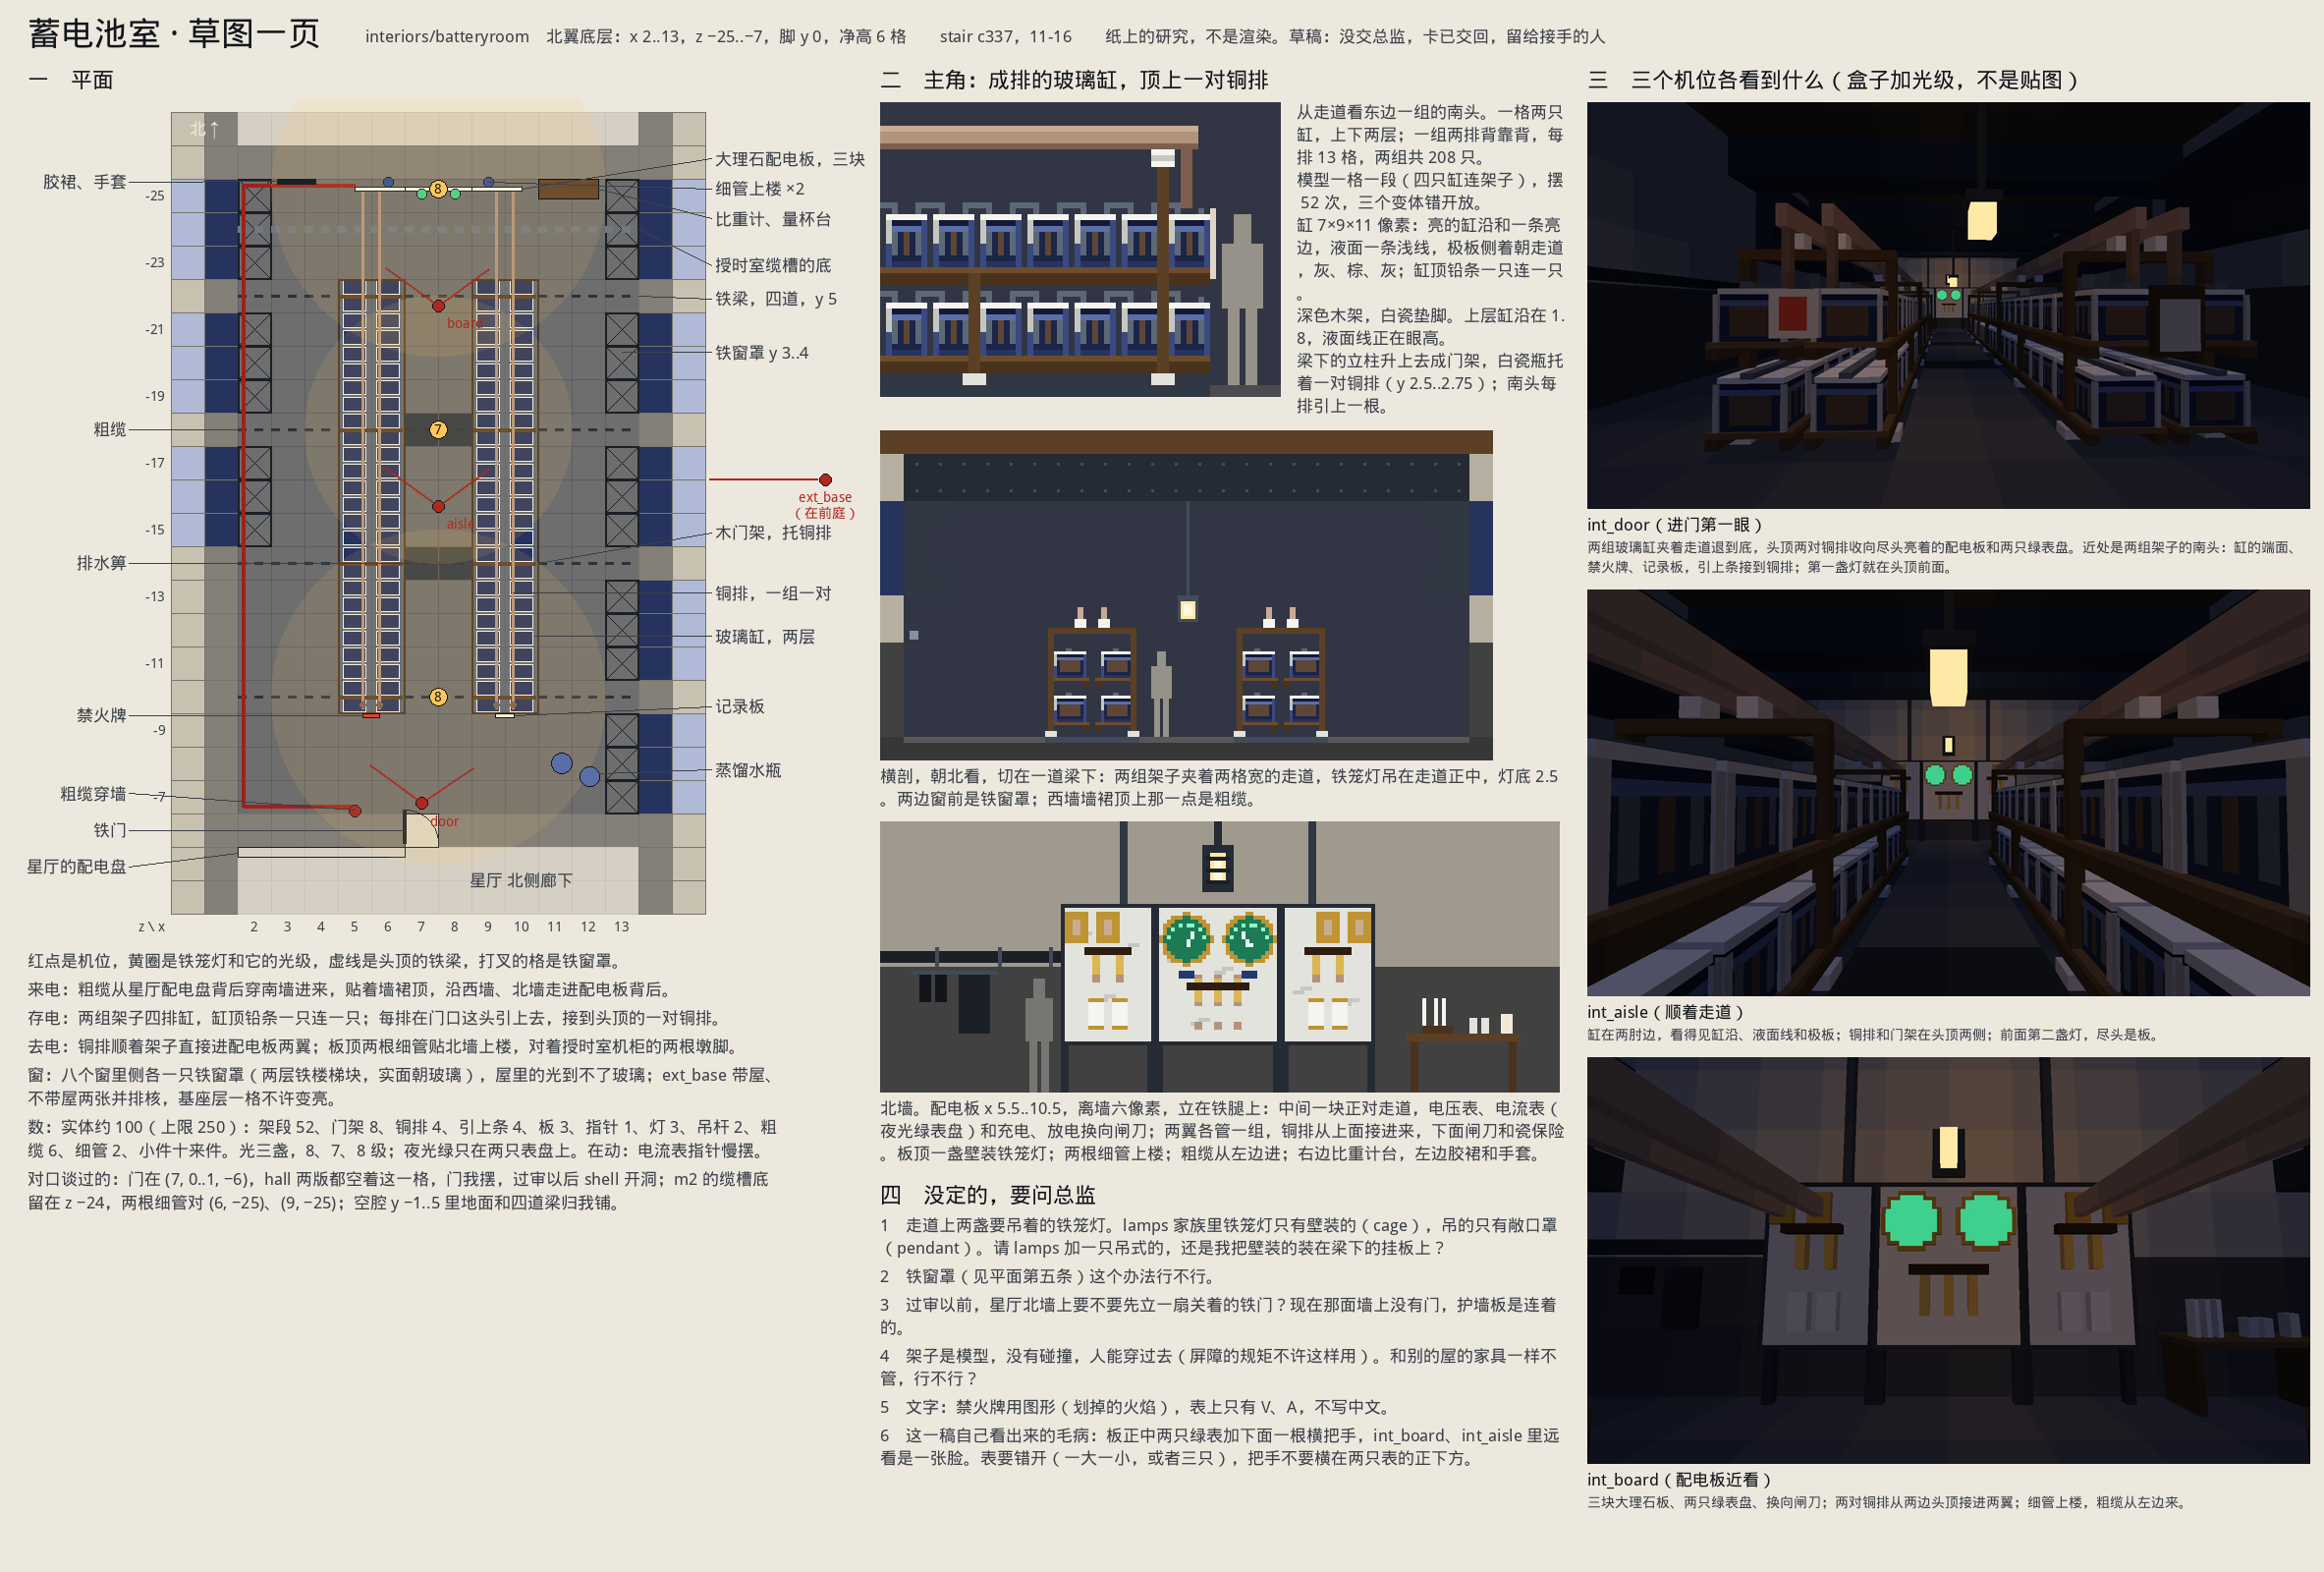 蓄电池室 · 草图一页
interiors/batteryroom 北翼底层：x 2..13，z −25..−7，脚 y 0，净高 6 格 stair c337，11-16 纸上的研究，不是渲染。草稿：没交总监，卡已交回，留给接手的人
一 平面
北↑
胶裙、手套
粗缆
排水箅
禁火牌
粗缆穿墙
铁门
星厅的配电盘
-25
-23
-21
-19
-17
-15
-13
-11
-9
-7
z \ x
2 3 4 5 6 7 8 9 10 11 12 13
8
7
8
board
aisle
door
星厅 北侧廊下
大理石配电板，三块
细管上楼 ×2
比重计、量杯台
授时室缆槽的底
铁梁，四道，y 5
铁窗罩 y 3..4
ext_base
（在前庭）
木门架，托铜排
铜排，一组一对
玻璃缸，两层
记录板
蒸馏水瓶
红点是机位，黄圈是铁笼灯和它的光级，虚线是头顶的铁梁，打叉的格是铁窗罩。
来电：粗缆从星厅配电盘背后穿南墙进来，贴着墙裙顶，沿西墙、北墙走进配电板背后。
存电：两组架子四排缸，缸顶铅条一只连一只；每排在门口这头引上去，接到头顶的一对铜排。
去电：铜排顺着架子直接进配电板两翼；板顶两根细管贴北墙上楼，对着授时室机柜的两根墩脚。
窗：八个窗里侧各一只铁窗罩（两层铁楼梯块，实面朝玻璃），屋里的光到不了玻璃；ext_base 带屋、
不带屋两张并排核，基座层一格不许变亮。
数：实体约 100（上限 250）：架段 52、门架 8、铜排 4、引上条 4、板 3、指针 1、灯 3、吊杆 2、粗
缆 6、细管 2、小件十来件。光三盏，8、7、8 级；夜光绿只在两只表盘上。在动：电流表指针慢摆。
对口谈过的：门在 (7, 0..1, −6)，hall 两版都空着这一格，门我摆，过审以后 shell 开洞；m2 的缆槽底
留在 z −24，两根细管对 (6, −25)、(9, −25)；空腔 y −1..5 里地面和四道梁归我铺。
二 主角：成排的玻璃缸，顶上一对铜排
从走道看东边一组的南头。一格两只
缸，上下两层；一组两排背靠背，每
排 13 格，两组共 208 只。
模型一格一段（四只缸连架子），摆
52 次，三个变体错开放。
缸 7×9×11 像素：亮的缸沿和一条亮
边，液面一条浅线，极板侧着朝走道
，灰、棕、灰；缸顶铅条一只连一只
。
深色木架，白瓷垫脚。上层缸沿在 1.
8，液面线正在眼高。
梁下的立柱升上去成门架，白瓷瓶托
着一对铜排（y 2.5..2.75）；南头每
排引上一根。
横剖，朝北看，切在一道梁下：两组架子夹着两格宽的走道，铁笼灯吊在走道正中，灯底 2.5
。两边窗前是铁窗罩；西墙墙裙顶上那一点是粗缆。
北墙。配电板 x 5.5..10.5，离墙六像素，立在铁腿上：中间一块正对走道，电压表、电流表（
夜光绿表盘）和充电、放电换向闸刀；两翼各管一组，铜排从上面接进来，下面闸刀和瓷保险
。板顶一盏壁装铁笼灯；两根细管上楼；粗缆从左边进；右边比重计台，左边胶裙和手套。
四 没定的，要问总监
1 走道上两盏要吊着的铁笼灯。lamps 家族里铁笼灯只有壁装的（cage），吊的只有敞口罩
（pendant）。请 lamps 加一只吊式的，还是我把壁装的装在梁下的挂板上？
2 铁窗罩（见平面第五条）这个办法行不行。
3 过审以前，星厅北墙上要不要先立一扇关着的铁门？现在那面墙上没有门，护墙板是连着
的。
4 架子是模型，没有碰撞，人能穿过去（屏障的规矩不许这样用）。和别的屋的家具一样不
管，行不行？
5 文字：禁火牌用图形（划掉的火焰），表上只有 V、A，不写中文。
6 这一稿自己看出来的毛病：板正中两只绿表加下面一根横把手，int_board、int_aisle 里远
看是一张脸。表要错开（一大一小，或者三只），把手不要横在两只表的正下方。
三 三个机位各看到什么（盒子加光级，不是贴图）
int_door（进门第一眼）
两组玻璃缸夹着走道退到底，头顶两对铜排收向尽头亮着的配电板和两只绿表盘。近处是两组架子的南头：缸的端面、
禁火牌、记录板，引上条接到铜排；第一盏灯就在头顶前面。
int_aisle（顺着走道）
缸在两肘边，看得见缸沿、液面线和极板；铜排和门架在头顶两侧；前面第二盏灯，尽头是板。
int_board（配电板近看）
三块大理石板、两只绿表盘、换向闸刀；两对铜排从两边头顶接进两翼；细管上楼，粗缆从左边来。